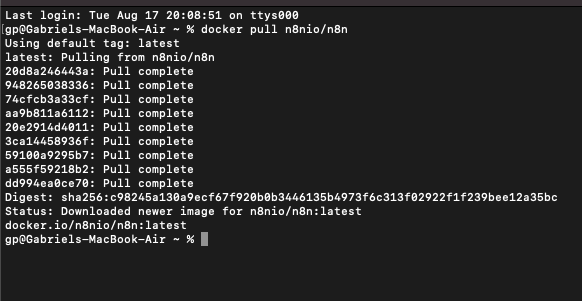 Last login: Tue Aug 17 20:08:51 on ttys000
[gp@Gabriels-MacBook-Air ~ % docker pull n8nio/n8n
Using default tag: latest
latest: Pulling from n8nio/n8n
20d8a246443a: Pull complete
948265038336: Pull complete
74cfcb3a33cf: Pull complete
aa9b811a6112: Pull complete
20e2914d4011: Pull complete
3ca14458936f: Pull complete
59100a9295b7: Pull complete
a555f59218b2: Pull complete
dd994ea0ce70: Pull complete
Digest: sha256:c98245a130a9ecf67f920b0b3446135b4973f6c313f02922f1f239bee12a35bc
Status: Downloaded newer image for n8nio/n8n:latest
docker.io/n8nio/n8n:latest
gp@Gabriels-MacBook-Air ~ %